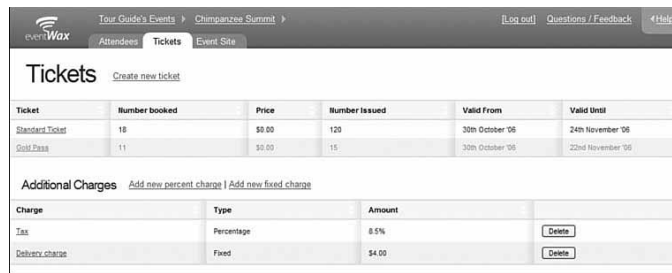 Tour Guide's Events Chimpanzee Summit [Log out] Questions / Feedback Help
eventWax
Attendees Tickets Event Site
Tickets Create new ticket
Ticket Number booked Price Number Issued Valid From Valid Until
Standard Ticket 18 $0.00 120 30th October '06 24th November '06
Gold Pass 11 $0.00 15 30th October '06 22nd November '06
Additional Charges Add new percent charge | Add new fixed charge
Charge Type Amount
Tax Percentage 8.5% Delete
Delivery charge Fixed $4.00 Delete